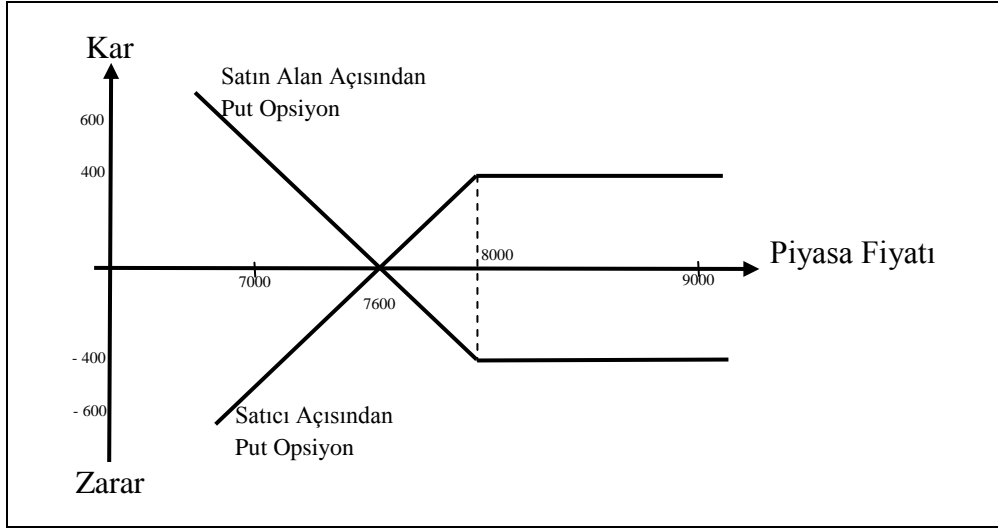 Kar
Satın Alan Açısından
Put Opsiyon
600
400
8000
Piyasa Fiyatı
7000
9000
7600
- 400
- 600
Satıcı Açısından
Put Opsiyon
Zarar